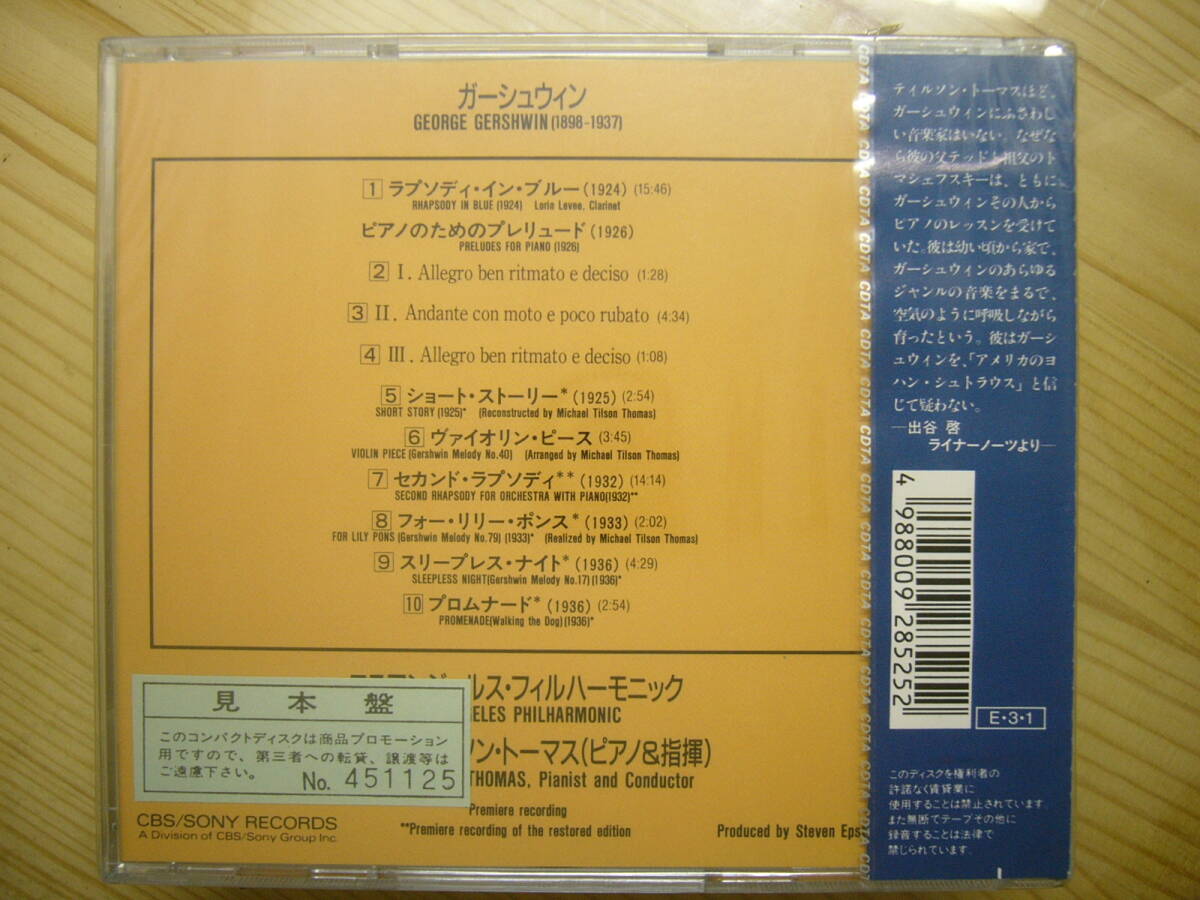 ガーシュウィン
GEORGE GERSHWIN (1898-1937)
1 ラプソディ・イン・ブルー (1924) (15:46)
RHAPSODY IN BLUE (1924) Lorin Levee, Clarinet
ピアノのためのプレリュード (1926)
PRELUDES FOR PIANO (1926)
2 I. Allegro ben ritmato e deciso (1:28)
3 II. Andante con moto e poco rubato (4:34)
4 III. Allegro ben ritmato e deciso (1:08)
5 ショート・ストーリー* (1925) (2:54)
SHORT STORY (1925)* (Reconstructed by Michael Tilson Thomas)
6 ヴァイオリン・ピース (3:45)
VIOLIN PIECE (Gershwin Melody No.40) (Arranged by Michael Tilson Thomas)
7 セカンド・ラプソディ** (1932) (14:14)
SECOND RHAPSODY FOR ORCHESTRA WITH PIANO (1932)**
8 フォー・リリー・ポンス* (1933) (2:02)
FOR LILY PONS (Gershwin Melody No.79) (1933)* (Realized by Michael Tilson Thomas)
9 スリープレス・ナイト* (1936) (4:29)
SLEEPLESS NIGHT (Gershwin Melody No.17) (1936)*
10 プロムナード* (1936) (2:54)
PROMENADE (Walking the Dog) (1936)*
ルス・フィルハーモニック
ELES PHILHARMONIC
ン・トーマス(ピアノ&指揮)
THOMAS, Pianist and Conductor
Premiere recording
**Premiere recording of the restored edition
Produced by Steven Eps
見本盤
このコンパクトディスクは商品プロモーション
用ですので、第三者への転貸、譲渡等は
ご遠慮下さい。
No. 451125
CBS/SONY RECORDS
A Division of CBS/Sony Group Inc.
CDTA CDTA CDTA CDTA CDTA CDTA CDTA CDTA CDTA CDTA CDTA
ティルソン・トーマスほど、
ガーシュウィンにふさわし
い音楽家はいない。なぜな
ら彼の父テッドと祖父のト
マシェフスキーは、ともに
ガーシュウィンその人から
ピアノのレッスンを受けて
いた。彼は幼い頃から家で、
ガーシュウィンのあらゆる
ジャンルの音楽をまるで、
空気のように呼吸しながら
育ったという。彼はガーシ
ュウィンを、「アメリカのヨ
ハン・シュトラウス」と信
じて疑わない。
—出谷 啓
ライナーノーツより—
4 988009 285252
E・3・1
このディスクを権利者の
許諾なく賃貸業に
使用することは禁止されています。
また無断でテープその他に
録音することは法律で
禁じられています。